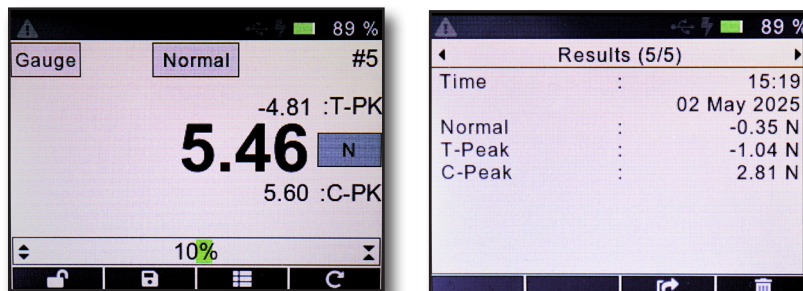 89 %
Gauge Normal #5
-4.81 :T-PK
5.46 N
5.60 :C-PK
10%
89 %
Results (5/5)
Time : 15:19
02 May 2025
Normal : -0.35 N
T-Peak : -1.04 N
C-Peak : 2.81 N